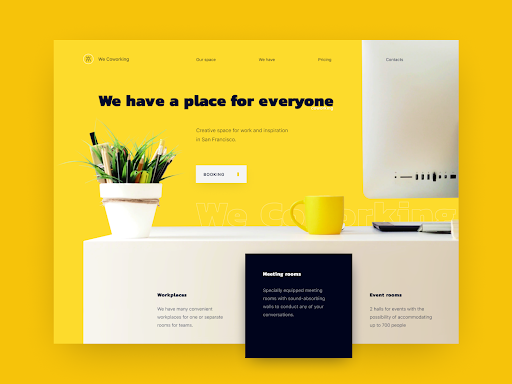 We Coworking
Our space
We have
Pricing
Contacts
We have a place for everyone
Creative space for work and inspiration
in San Francisco.
BOOKING
We Coworking
Workplaces
We have many convenient
workplaces for one or separate
rooms for teams.
Meeting rooms
Specially equipped meeting
rooms with sound-absorbing
walls to conduct any of your
conversations.
Event rooms
2 halls for events with the
possibility of accommodating
up to 700 people